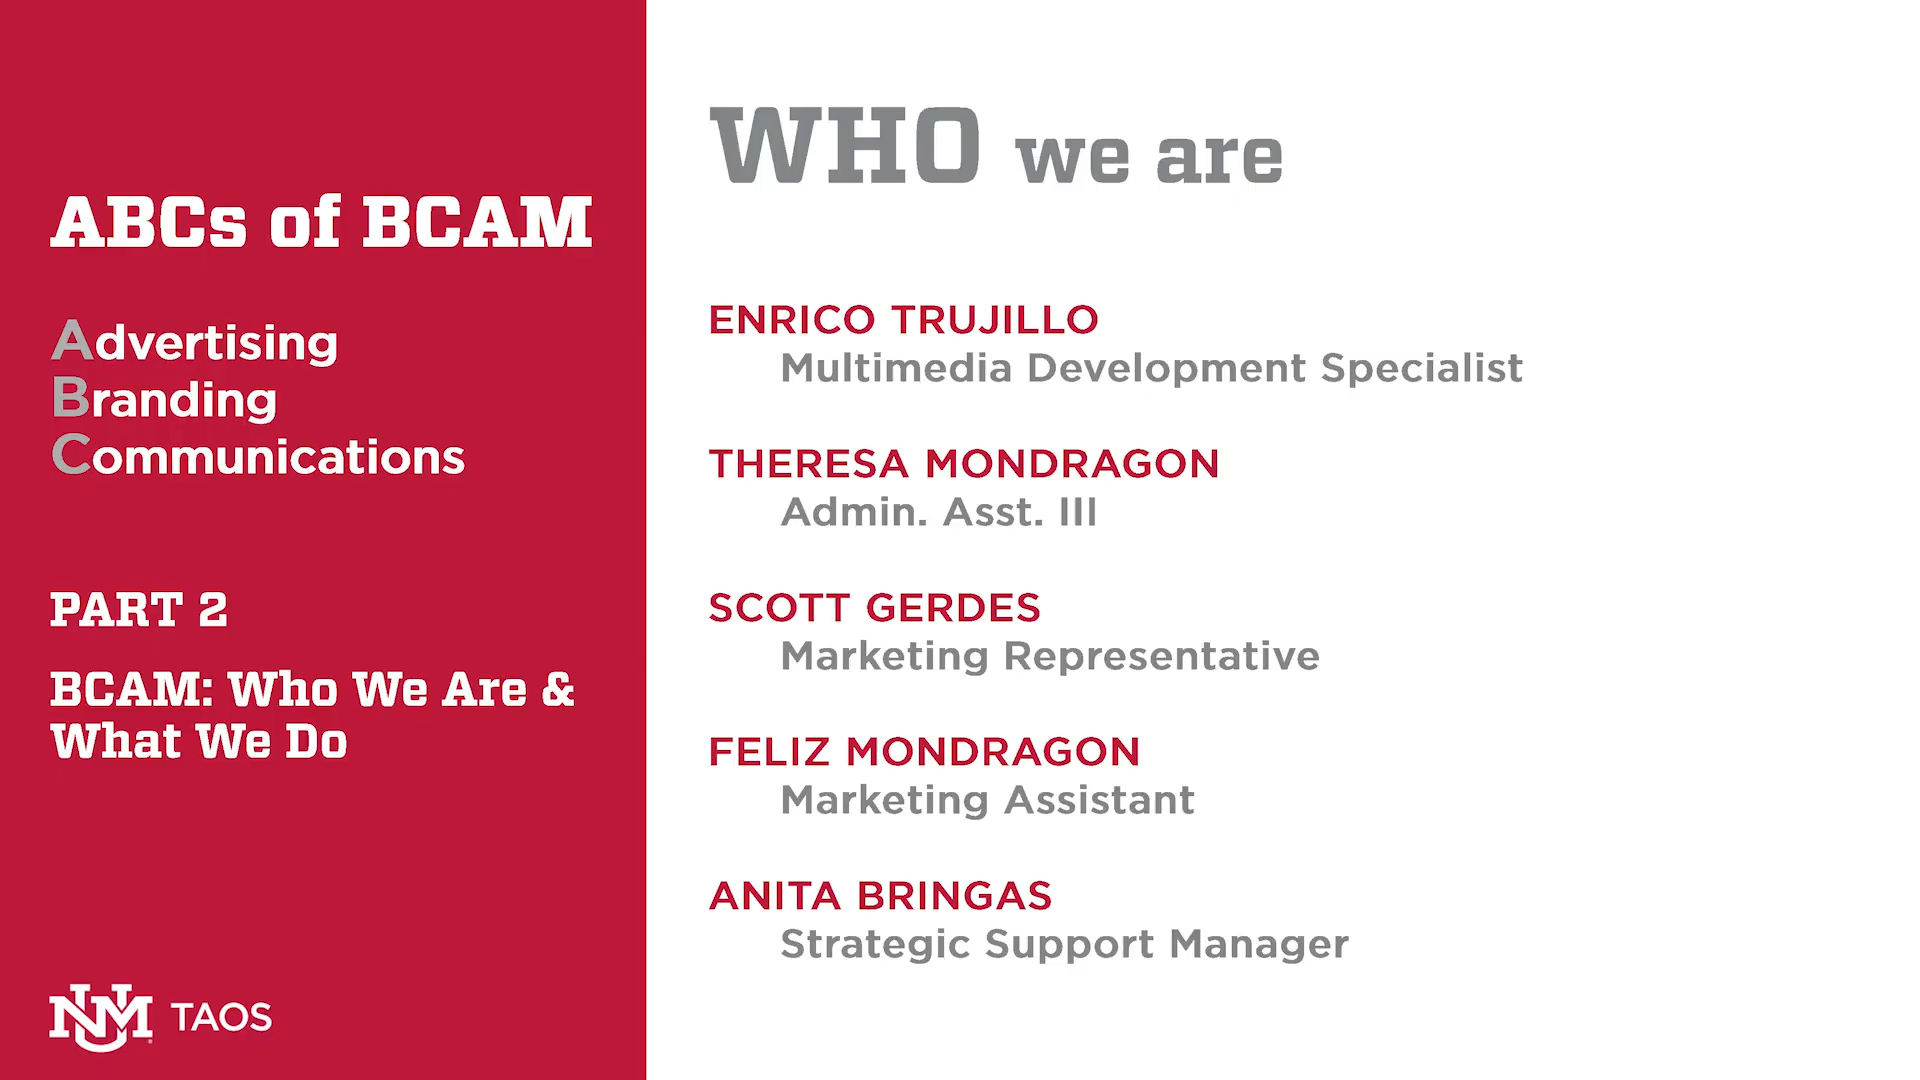 ABCs of BCAM
Advertising
Branding
Communications
PART 2
BCAM: Who We Are &
What We Do
UNM TAOS
WHO we are
ENRICO TRUJILLO
Multimedia Development Specialist
THERESA MONDRAGON
Admin. Asst. III
SCOTT GERDES
Marketing Representative
FELIZ MONDRAGON
Marketing Assistant
ANITA BRINGAS
Strategic Support Manager